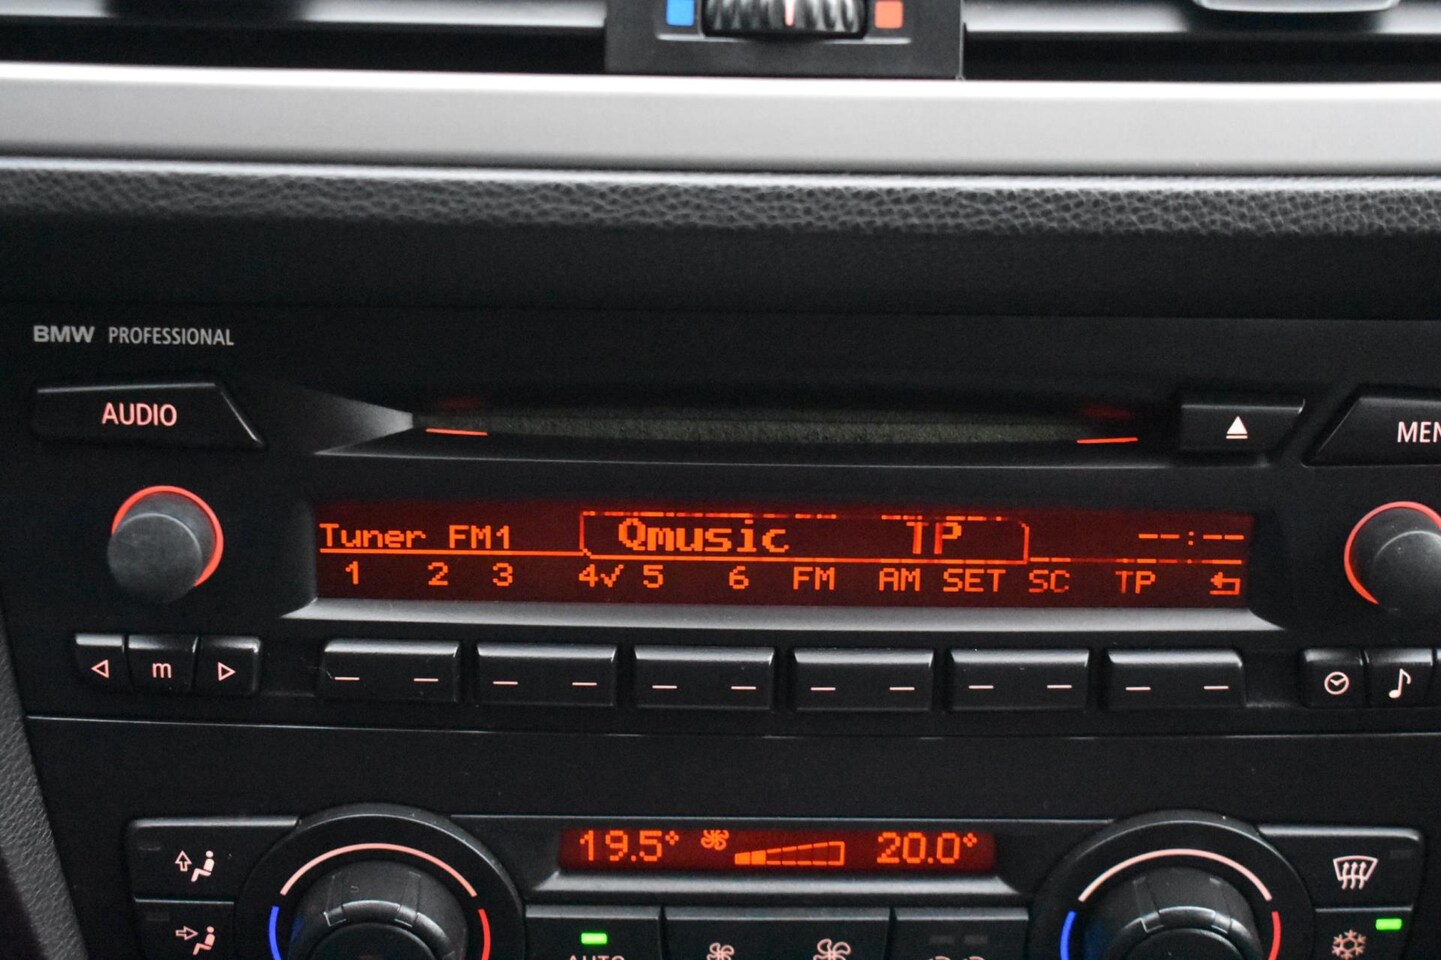 BMW PROFESSIONAL
AUDIO
MEN
Tuner FM1 Qmusic TP --:--
1 2 3 4✓ 5 6 FM AM SET SC TP
m
19.5° 20.0°
AUTO